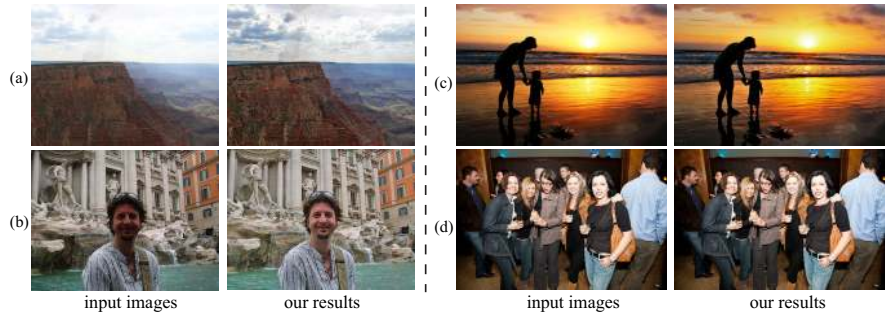 (a)
(b)
input images
our results
(c)
(d)
input images
our results